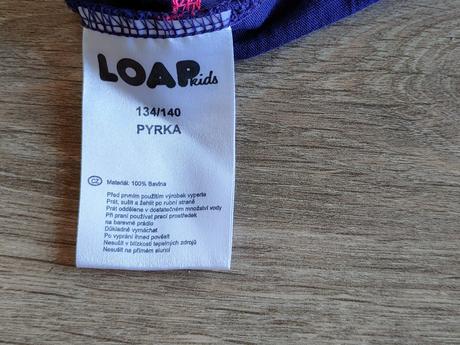 LOAP kids
134/140
PYRKA
CZ Materiál: 100% Bavlna
Před prvním použitím výrobek vyperte
Prát, sušit a žehlit po rubní straně
Prát odděleně v dostatečném množství vody
Při praní používat prací prostředek
na barevné prádlo
Důkladně vymáchat
Po vyprání ihned pověsit
Nesušit v blízkosti tepelných zdrojů
Nesušit na přímém slunci